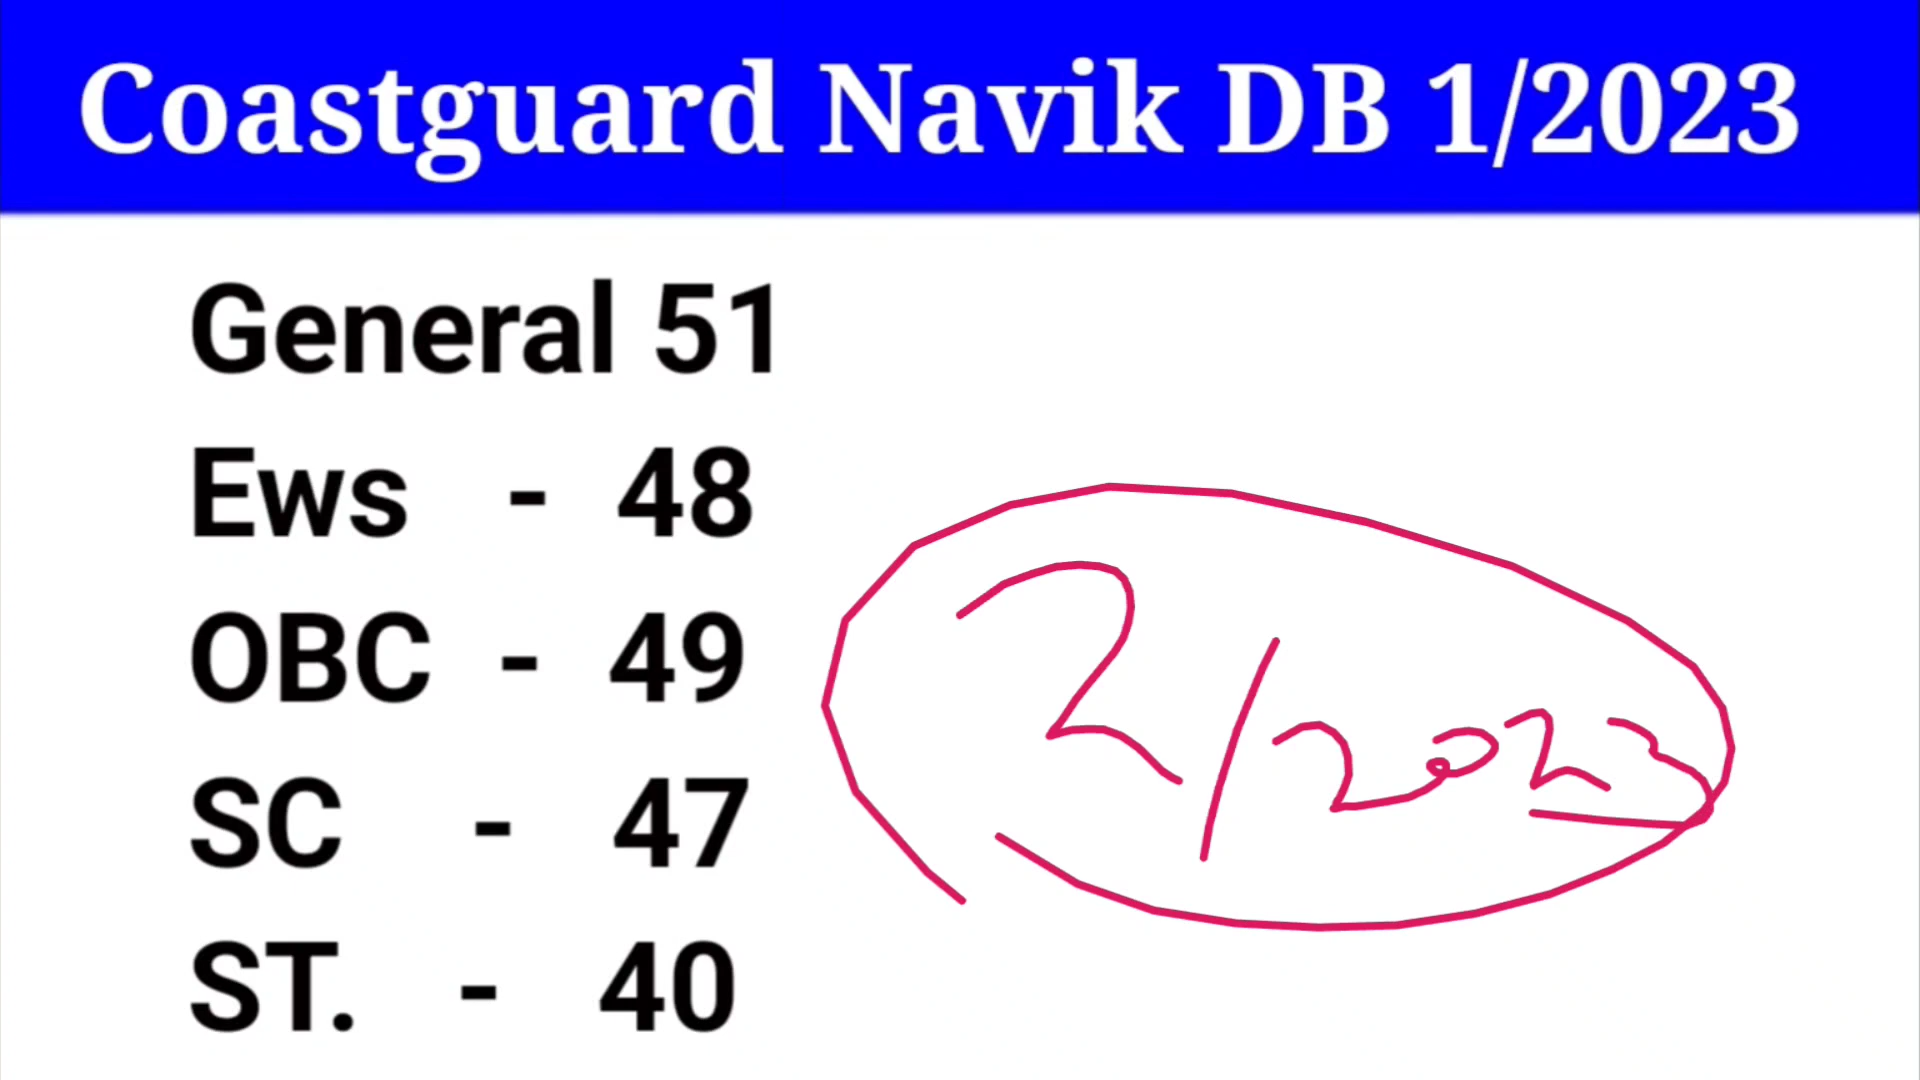 Coastguard Navik DB 1/2023
General 51
Ews - 48
OBC - 49
2/2023
SC - 47
ST. - 40